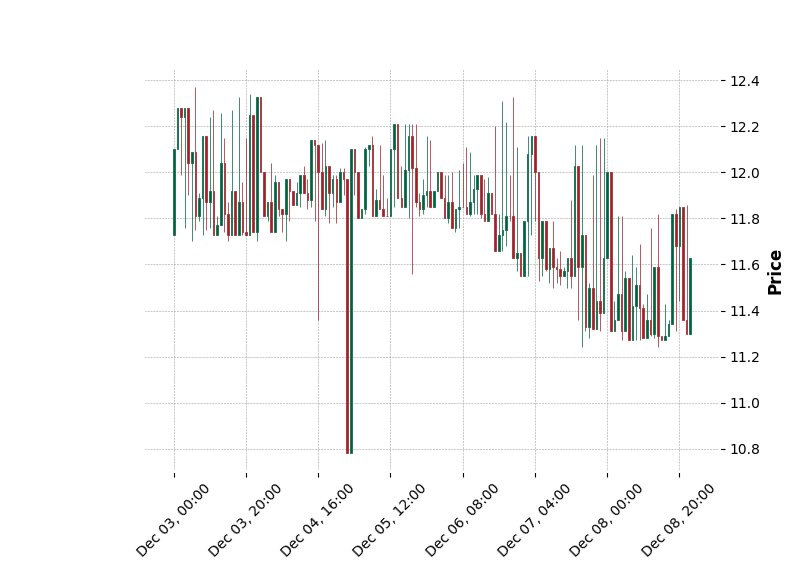 12.4
12.2
12.0
11.8
11.6
11.4
11.2
11.0
10.8
Price
Dec 03, 00:00
Dec 03, 20:00
Dec 04, 16:00
Dec 05, 12:00
Dec 06, 08:00
Dec 07, 04:00
Dec 08, 00:00
Dec 08, 20:00